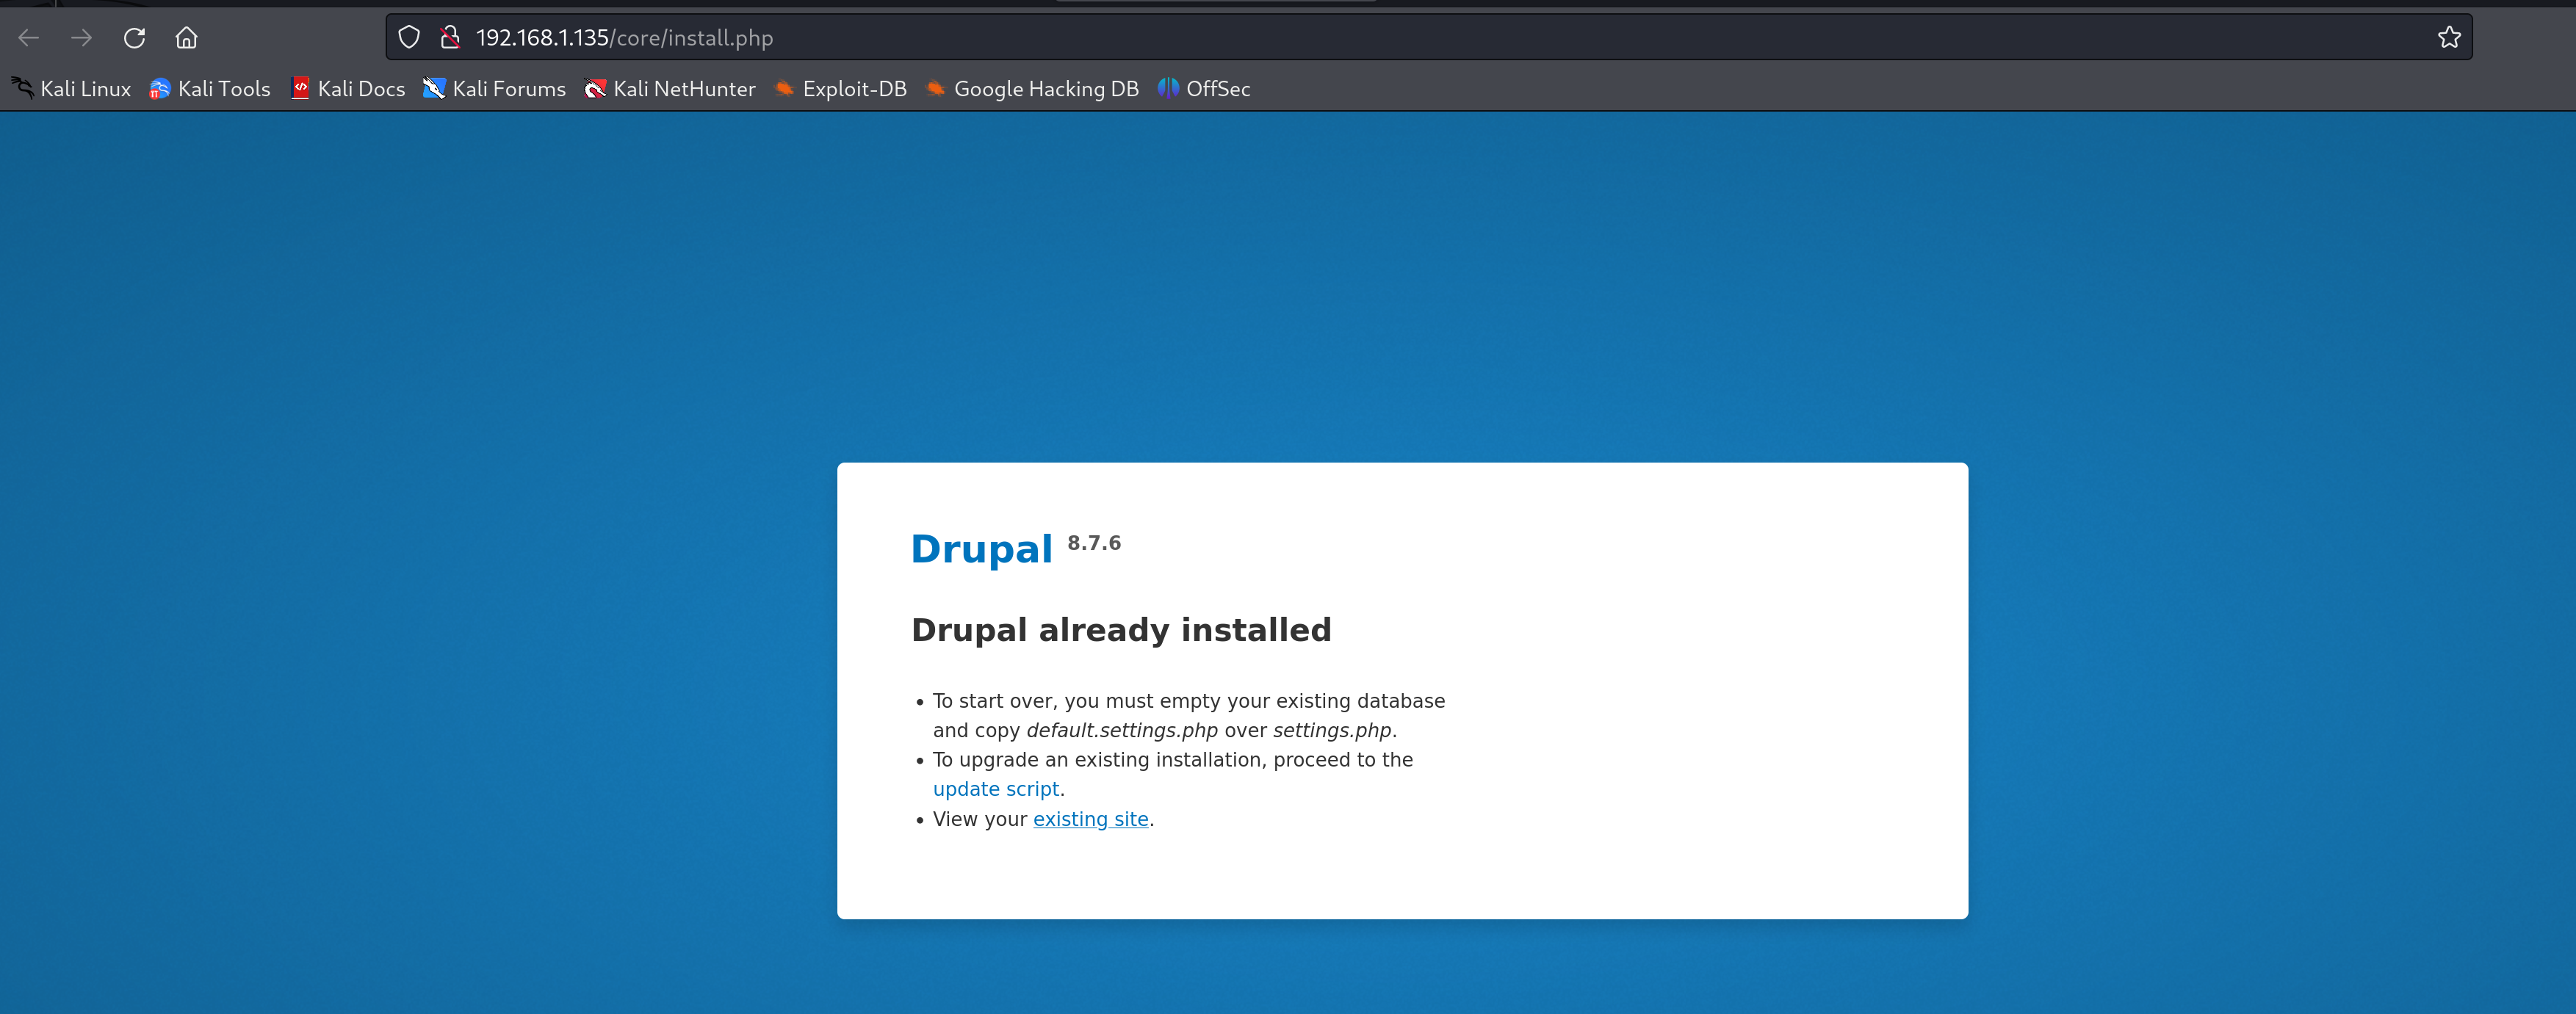 192.168.1.135/core/install.php
Kali Linux Kali Tools Kali Docs Kali Forums Kali NetHunter Exploit-DB Google Hacking DB OffSec
Drupal 8.7.6
Drupal already installed
• To start over, you must empty your existing database
and copy default.settings.php over settings.php.
• To upgrade an existing installation, proceed to the
update script.
• View your existing site.